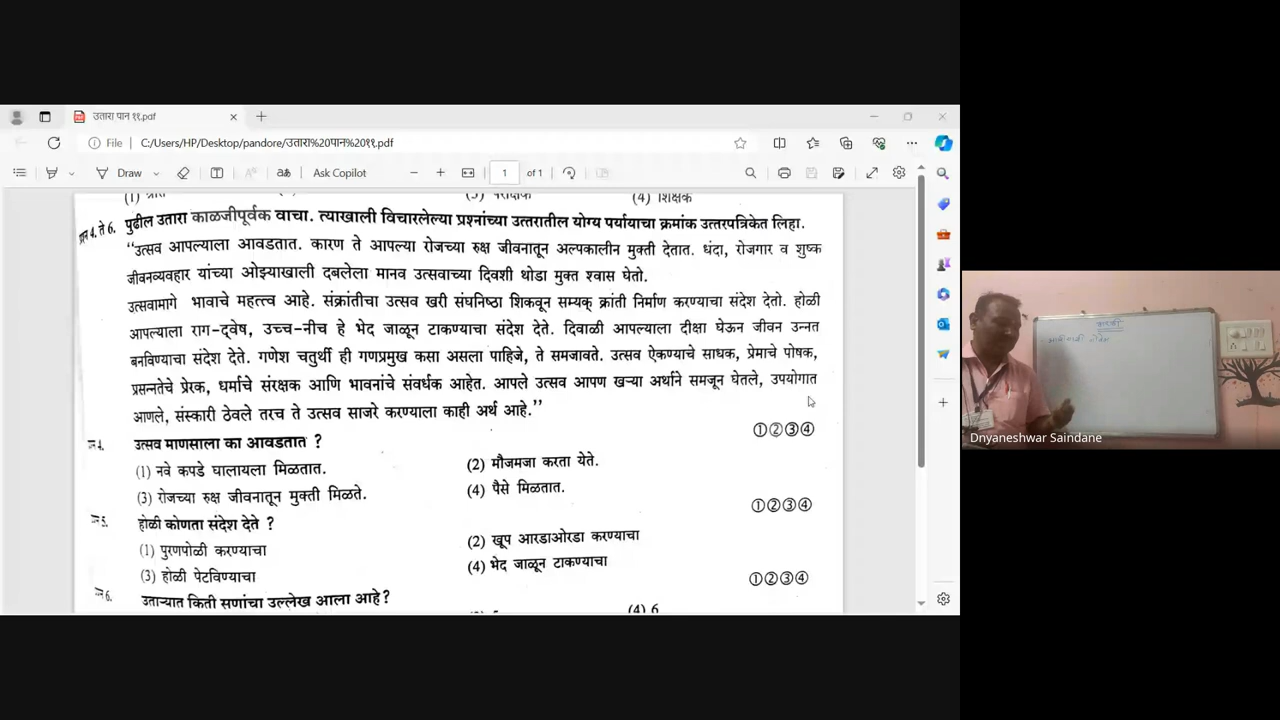 उतारा पान ११.pdf
File
C:/Users/HP/Desktop/pandore/उतारा%20पान%20११.pdf
Draw
Ask Copilot
1 of 1
(4) शिक्षक
प्रश्न 4. ते 6. पुढील उतारा काळजीपूर्वक वाचा. त्याखाली विचारलेल्या प्रश्नांच्या उत्तरातील योग्य पर्यायाचा क्रमांक उत्तरपत्रिकेत लिहा.
“उत्सव आपल्याला आवडतात. कारण ते आपल्या रोजच्या रुक्ष जीवनातून अल्पकालीन मुक्ती देतात. धंदा, रोजगार व शुष्क
जीवनव्यवहार यांच्या ओझ्याखाली दबलेला मानव उत्सवाच्या दिवशी थोडा मुक्त श्वास घेतो.
उत्सवामागे भावाचे महत्त्व आहे. संक्रांतीचा उत्सव खरी संघनिष्ठा शिकवून सम्यक् क्रांती निर्माण करण्याचा संदेश देतो. होळी
आपल्याला राग-द्वेष, उच्च-नीच हे भेद जाळून टाकण्याचा संदेश देते. दिवाळी आपल्याला दीक्षा घेऊन जीवन उन्नत
बनविण्याचा संदेश देते. गणेश चतुर्थी ही गणप्रमुख कसा असला पाहिजे, ते समजावते. उत्सव ऐकण्याचे साधक, प्रेमाचे पोषक,
प्रसन्नतेचे प्रेरक, धर्माचे संरक्षक आणि भावनांचे संवर्धक आहेत. आपले उत्सव आपण खऱ्या अर्थाने समजून घेतले, उपयोगात
आणले, संस्कारी ठेवले तरच ते उत्सव साजरे करण्याला काही अर्थ आहे.”
①②③④
4. उत्सव माणसाला का आवडतात ?
(1) नवे कपडे घालायला मिळतात. (2) मौजमजा करता येते.
(3) रोजच्या रुक्ष जीवनातून मुक्ती मिळते. (4) पैसे मिळतात.
①②③④
5. होळी कोणता संदेश देते ?
(1) पुरणपोळी करण्याचा (2) खूप आरडाओरडा करण्याचा
(3) होळी पेटविण्याचा (4) भेद जाळून टाकण्याचा
①②③④
6. उताऱ्यात किती सणांचा उल्लेख आला आहे?
(4) 6
Dnyaneshwar Saindane